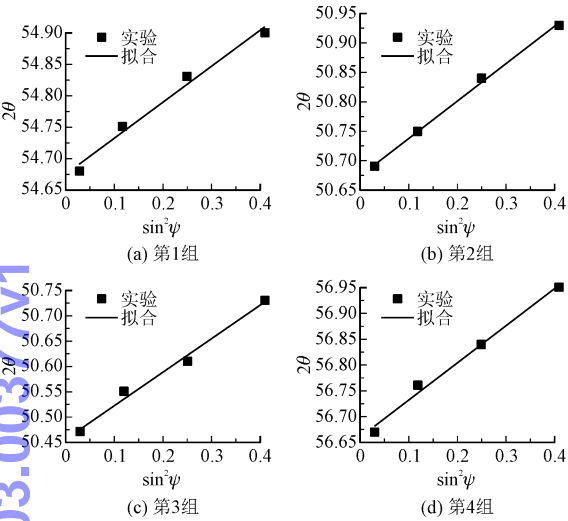 54.90
54.85
54.80
54.75
54.70
54.65
2θ
实验
拟合
0 0.1 0.2 0.3 0.4
sin²ψ
(a) 第1组
50.95
50.90
50.85
50.80
50.75
50.70
50.65
2θ
实验
拟合
0 0.1 0.2 0.3 0.4
sin²ψ
(b) 第2组
50.75
50.70
50.65
50.60
50.55
50.50
50.45
2θ
实验
拟合
0 0.1 0.2 0.3 0.4
sin²ψ
(c) 第3组
56.95
56.90
56.85
56.80
56.75
56.70
56.65
2θ
实验
拟合
0 0.1 0.2 0.3 0.4
sin²ψ
(d) 第4组
03.00377v1